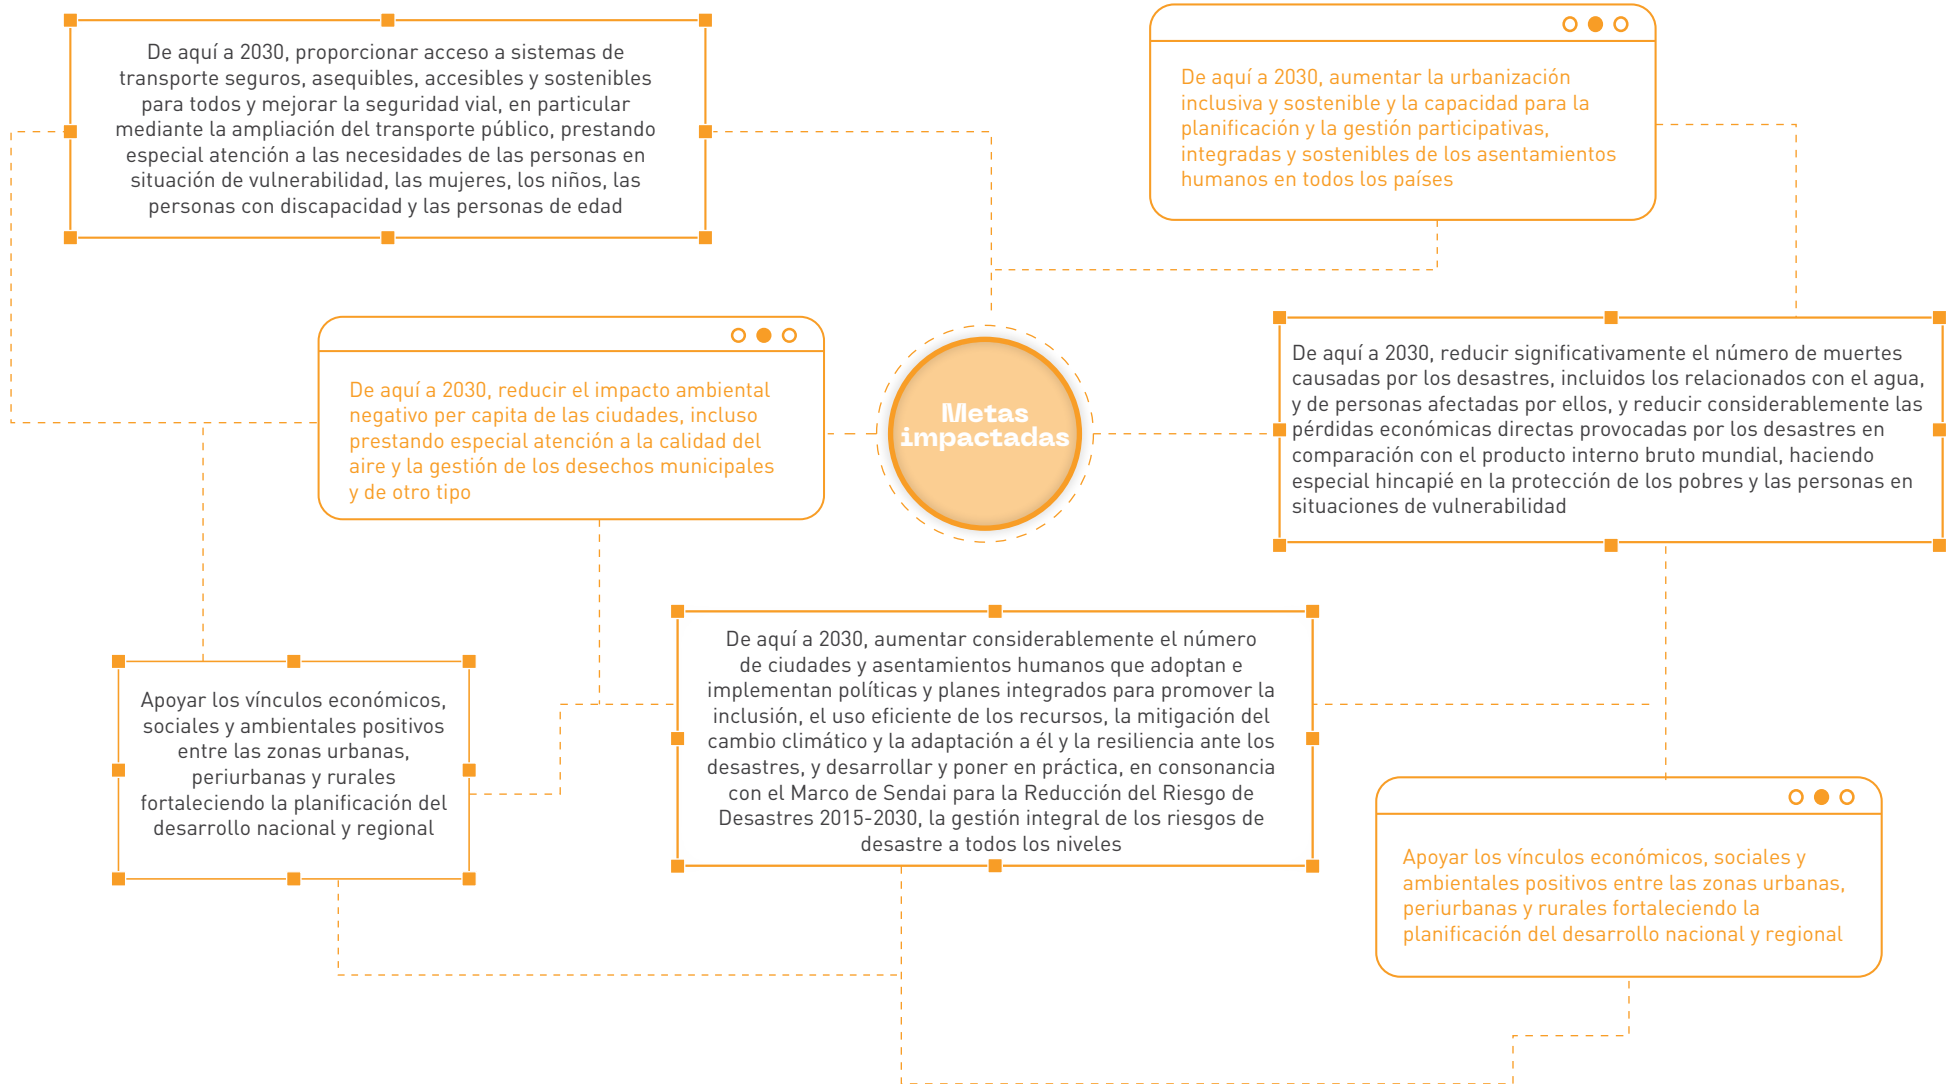 De aquí a 2030, proporcionar acceso a sistemas de
transporte seguros, asequibles, accesibles y sostenibles
para todos y mejorar la seguridad vial, en particular
mediante la ampliación del transporte público, prestando
especial atención a las necesidades de las personas en
situación de vulnerabilidad, las mujeres, los niños, las
personas con discapacidad y las personas de edad
De aquí a 2030, aumentar la urbanización
inclusiva y sostenible y la capacidad para la
planificación y la gestión participativas,
integradas y sostenibles de los asentamientos
humanos en todos los países
De aquí a 2030, reducir el impacto ambiental
negativo per capita de las ciudades, incluso
prestando especial atención a la calidad del
aire y la gestión de los desechos municipales
y de otro tipo
Metas
impactadas
De aquí a 2030, reducir significativamente el número de muertes
causadas por los desastres, incluidos los relacionados con el agua,
y de personas afectadas por ellos, y reducir considerablemente las
pérdidas económicas directas provocadas por los desastres en
comparación con el producto interno bruto mundial, haciendo
especial hincapié en la protección de los pobres y las personas en
situaciones de vulnerabilidad
Apoyar los vínculos económicos,
sociales y ambientales positivos
entre las zonas urbanas,
periurbanas y rurales
fortaleciendo la planificación del
desarrollo nacional y regional
De aquí a 2030, aumentar considerablemente el número
de ciudades y asentamientos humanos que adoptan e
implementan políticas y planes integrados para promover la
inclusión, el uso eficiente de los recursos, la mitigación del
cambio climático y la adaptación a él y la resiliencia ante los
desastres, y desarrollar y poner en práctica, en consonancia
con el Marco de Sendai para la Reducción del Riesgo de
Desastres 2015-2030, la gestión integral de los riesgos de
desastre a todos los niveles
Apoyar los vínculos económicos, sociales y
ambientales positivos entre las zonas urbanas,
periurbanas y rurales fortaleciendo la
planificación del desarrollo nacional y regional